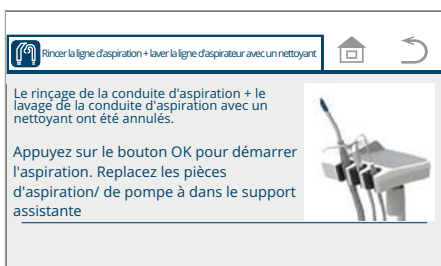 Rincer la ligne d'aspiration + laver la ligne d'aspirateur avec un nettoyant
Le rinçage de la conduite d'aspiration + le
lavage de la conduite d'aspiration avec un
nettoyant ont été annulés.
Appuyez sur le bouton OK pour démarrer
l'aspiration. Replacez les pièces
d'aspiration/ de pompe à dans le support
assistante